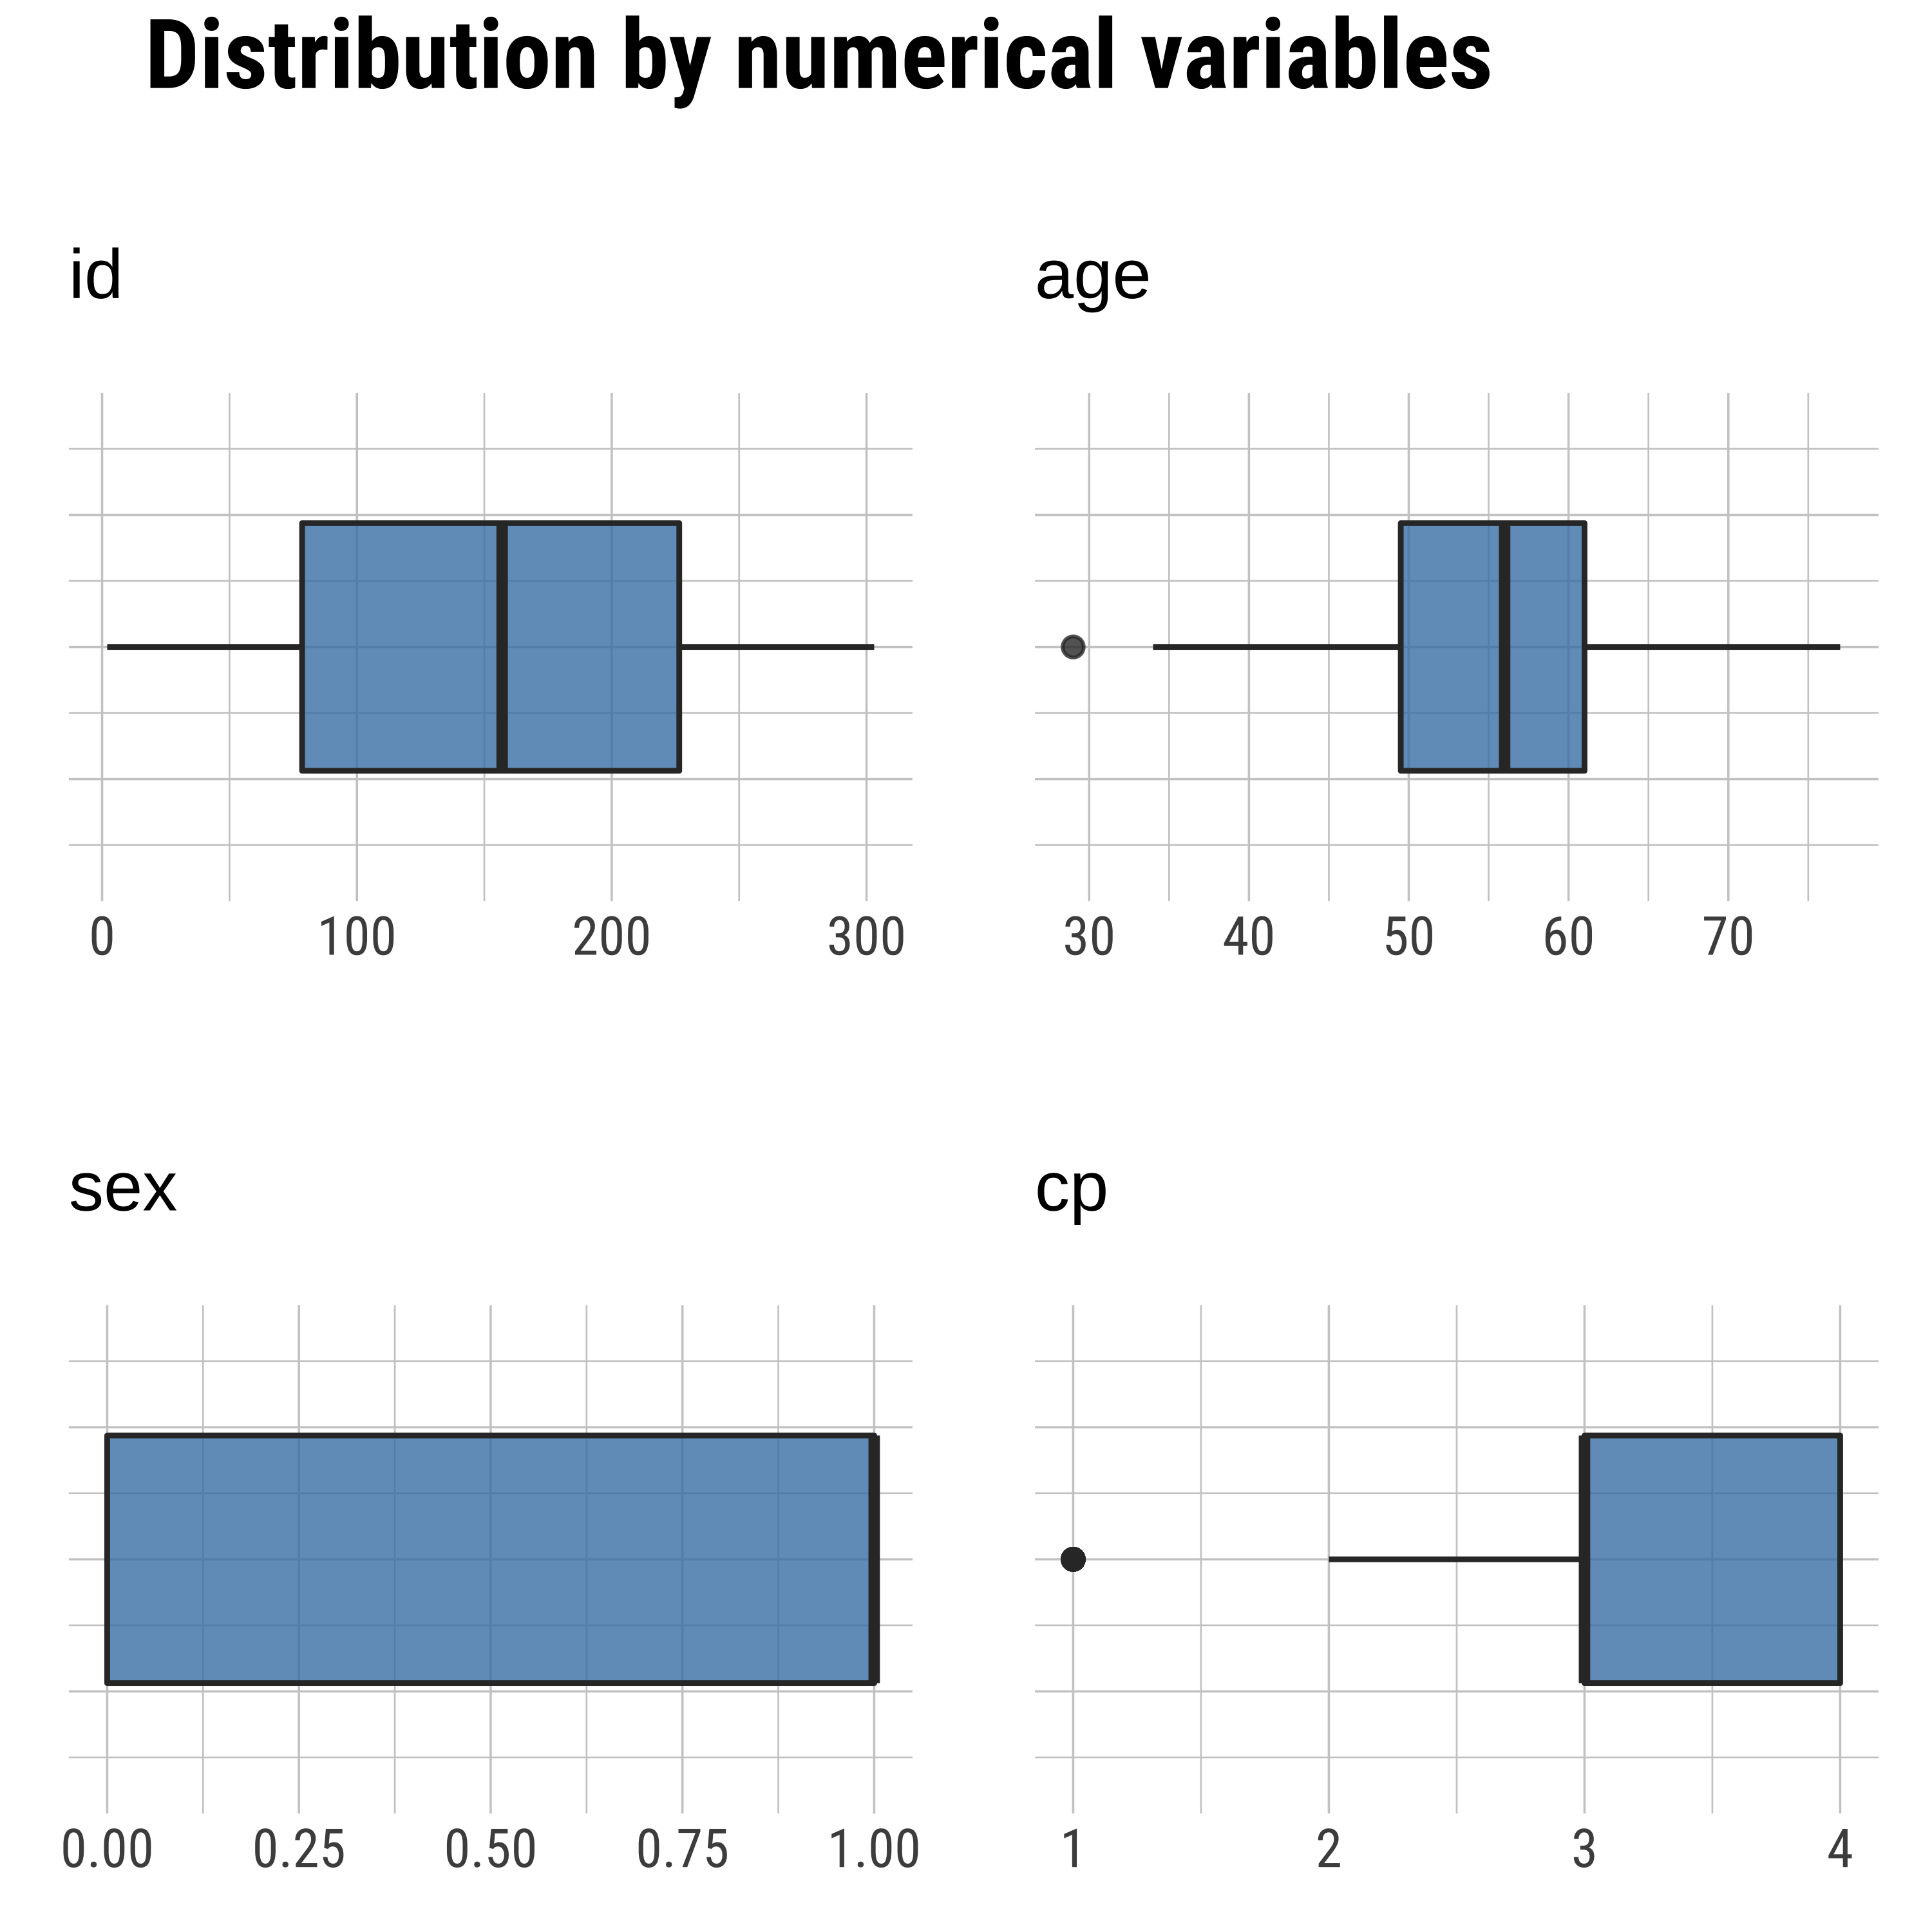 Distribution by numerical variables
id
age
0 100 200 300
30 40 50 60 70
sex
cp
0.00 0.25 0.50 0.75 1.00
1 2 3 4